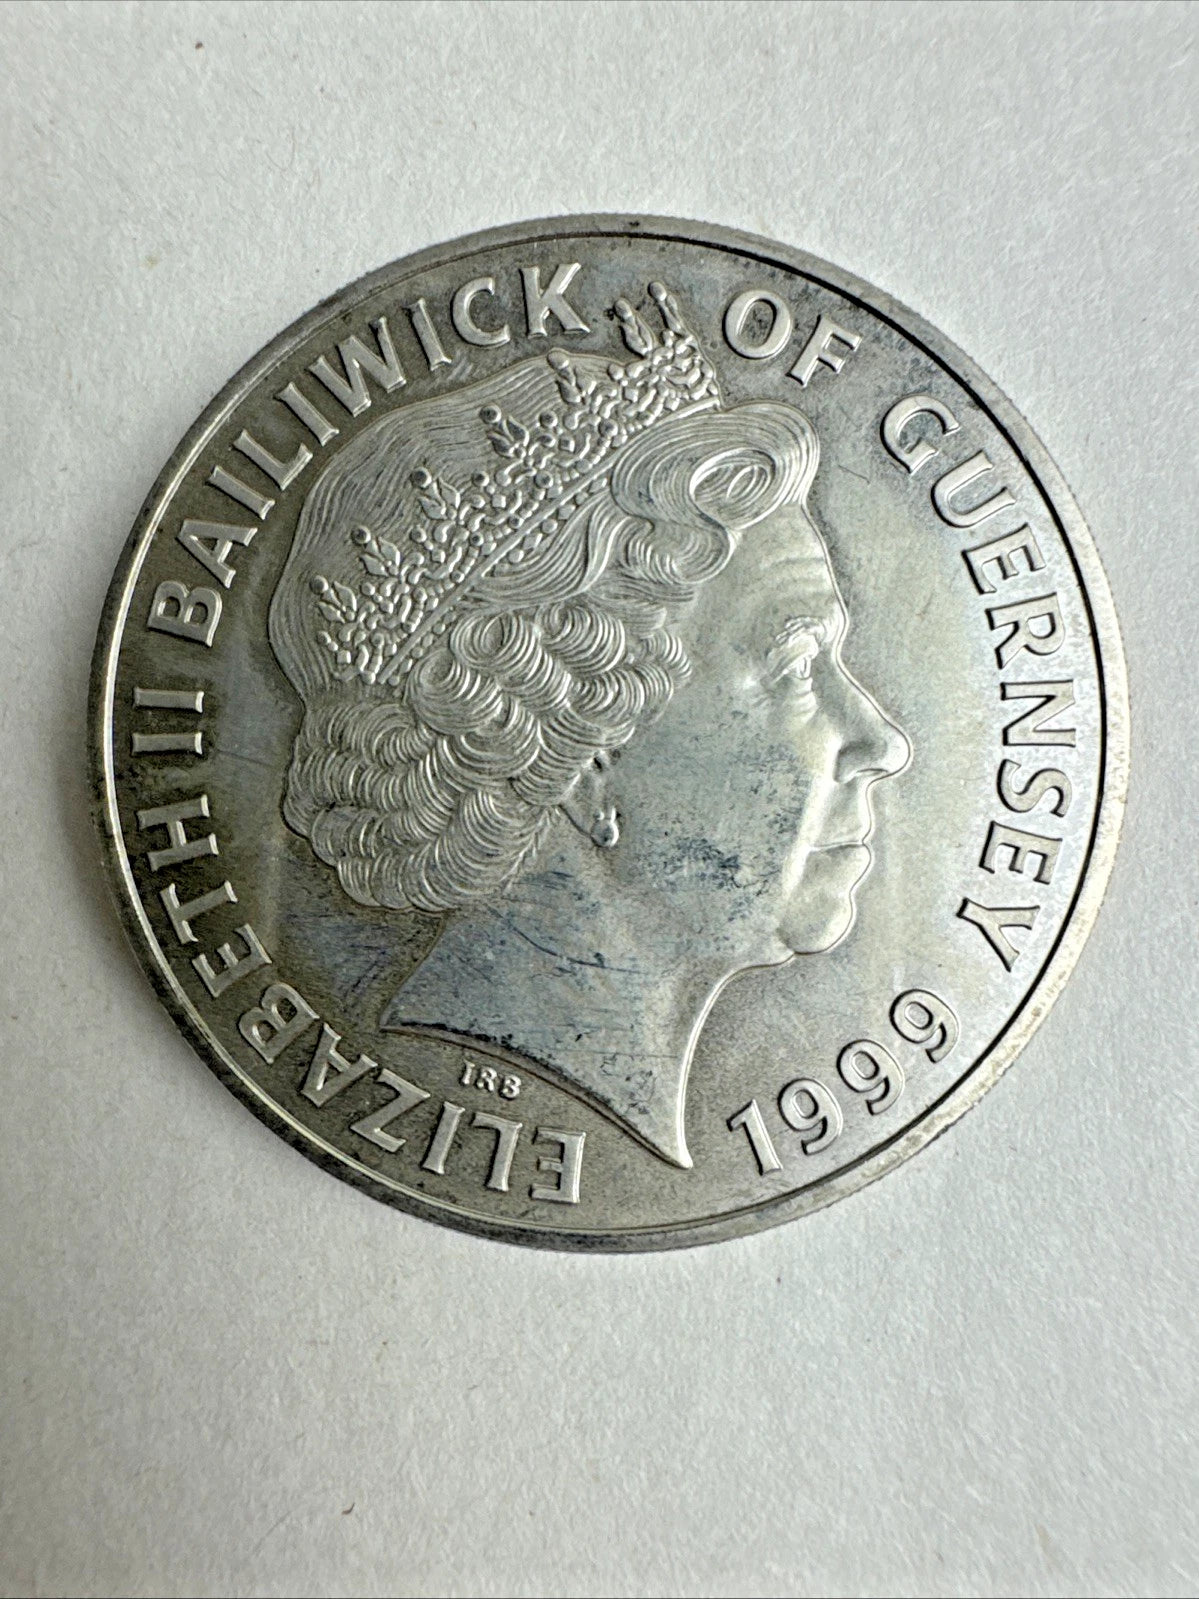 ELIZABETH II BAILIWICK OF GUERNSEY 1999
IRB